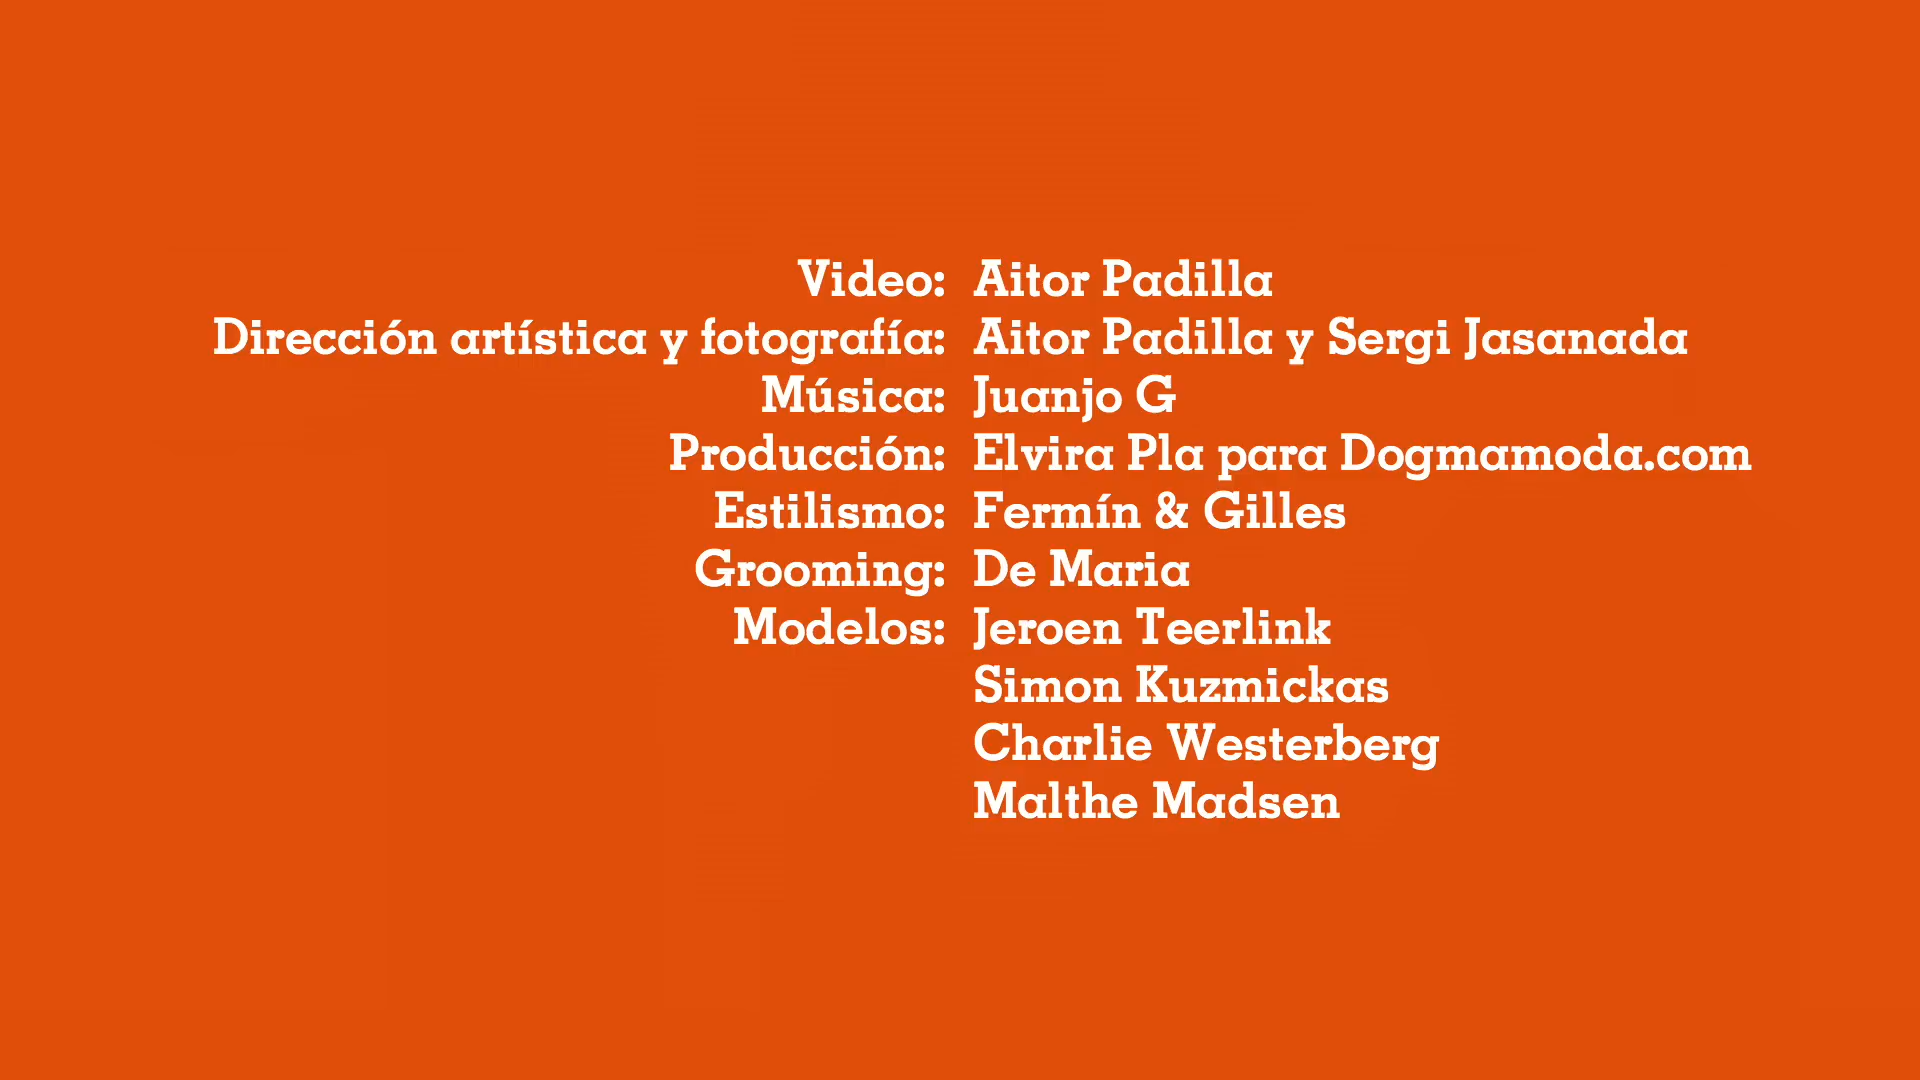 Video: Aitor Padilla
Dirección artística y fotografía: Aitor Padilla y Sergi Jasanada
Música: Juanjo G
Producción: Elvira Pla para Dogmamoda.com
Estilismo: Fermín & Gilles
Grooming: De Maria
Modelos: Jeroen Teerlink
Simon Kuzmickas
Charlie Westerberg
Malthe Madsen